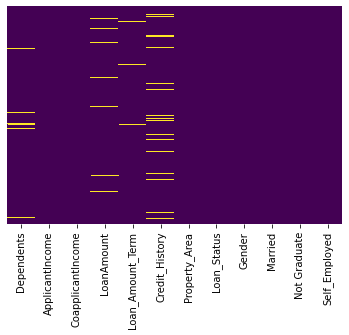 Dependents
ApplicantIncome
CoapplicantIncome
LoanAmount
Loan_Amount_Term
Credit_History
Property_Area
Loan_Status
Gender
Married
Not Graduate
Self_Employed